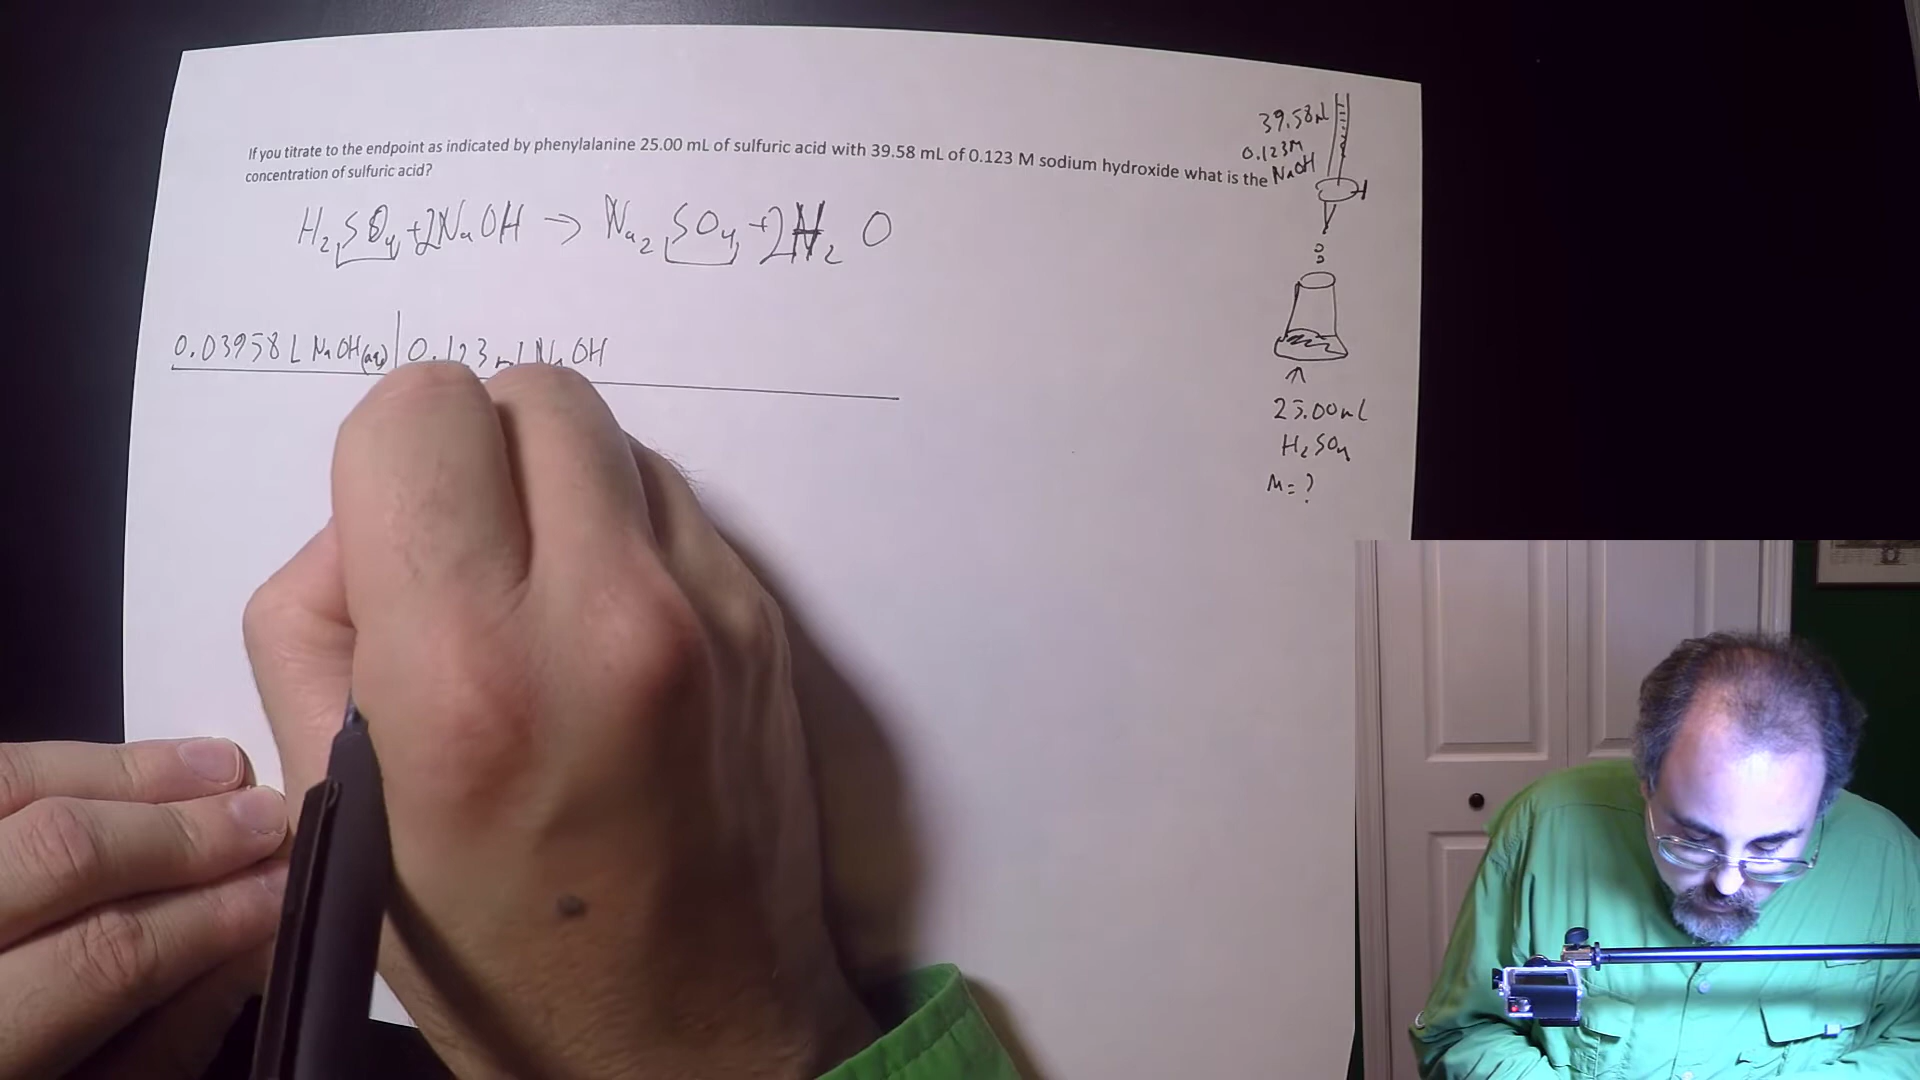 If you titrate to the endpoint as indicated by phenylalanine 25.00 mL of sulfuric acid with 39.58 mL of 0.123 M sodium hydroxide what is the
concentration of sulfuric acid?
39.58mL
0.123M
NaOH
H₂SO₄+2NaOH → Na₂SO₄+2H₂O
0.03958 L NaOH(aq) | 0.123 mol NaOH
25.00mL
H₂SO₄
M=?